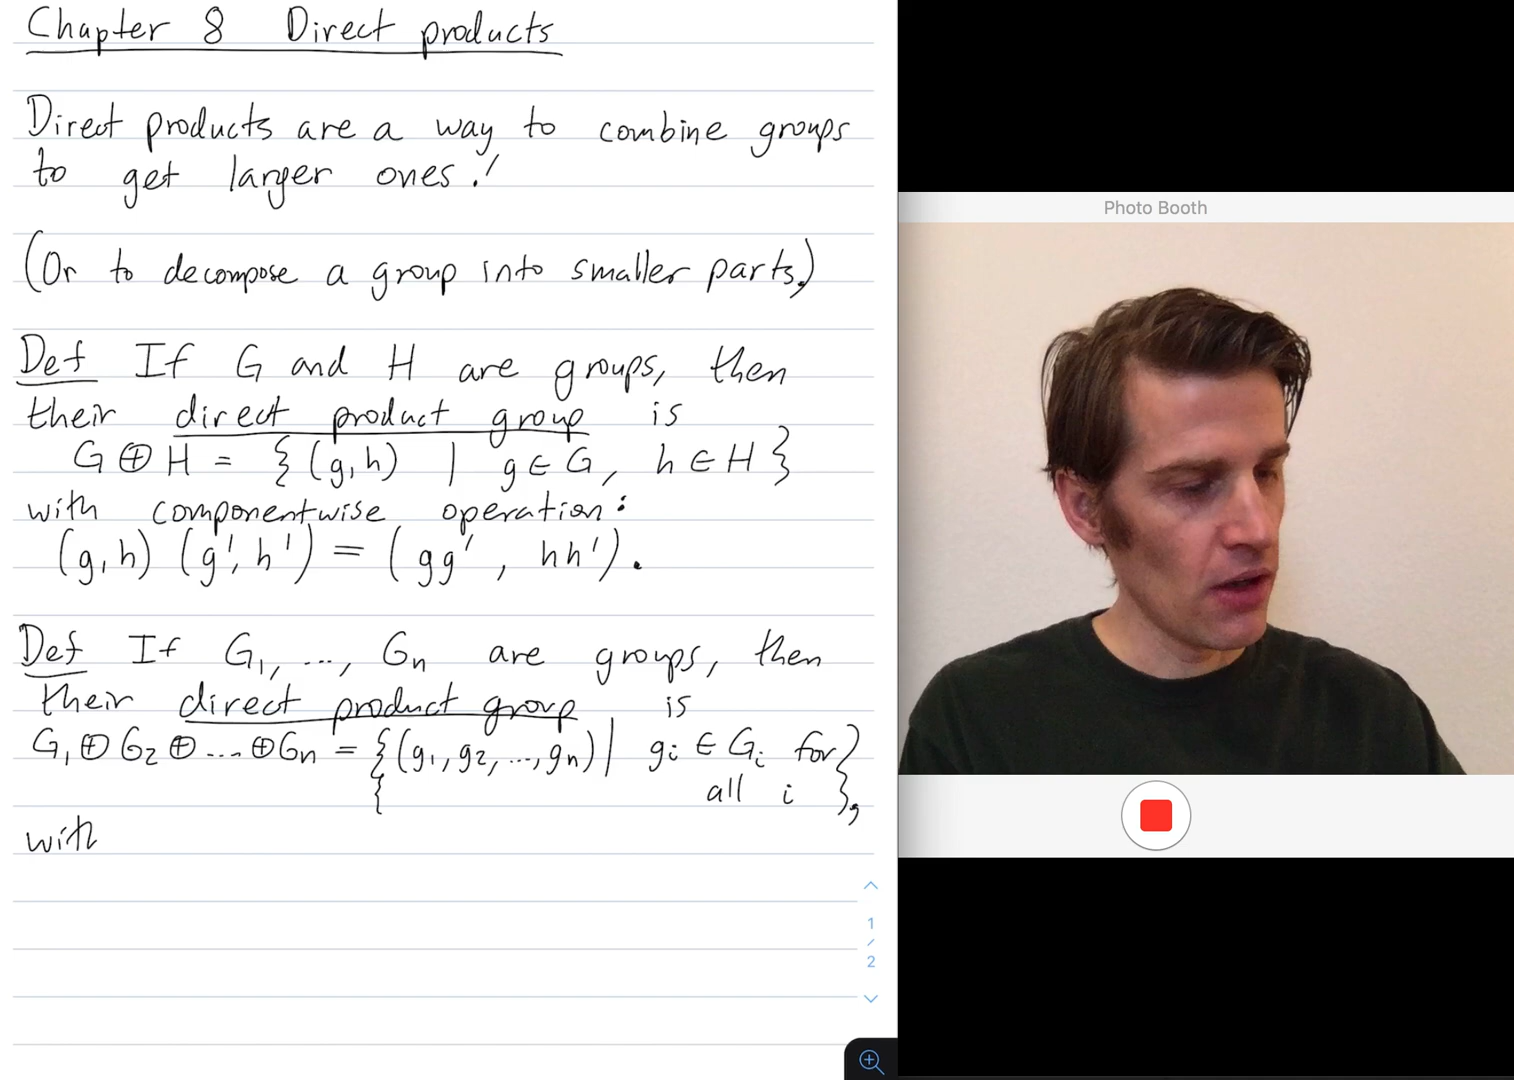 Chapter 8 Direct products
Direct products are a way to combine groups
to get larger ones!
(Or to decompose a group into smaller parts.)
Def If G and H are groups, then
their direct product group is
G ⊕ H = { (g,h) | g ∈ G, h ∈ H }
with componentwise operation:
(g,h) (g',h') = (gg', hh').
Def If G₁, ..., Gₙ are groups, then
their direct product group is
G₁ ⊕ G₂ ⊕ ... ⊕ Gₙ = { (g₁, g₂, ..., gₙ) | gᵢ ∈ Gᵢ for
all i },
with
1
/
2
Photo Booth